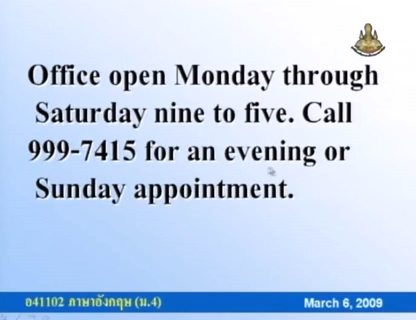 Office open Monday through
Saturday nine to five. Call
999-7415 for an evening or
Sunday appointment.
อ41102 ภาษาอังกฤษ (ม.4)
March 6, 2009